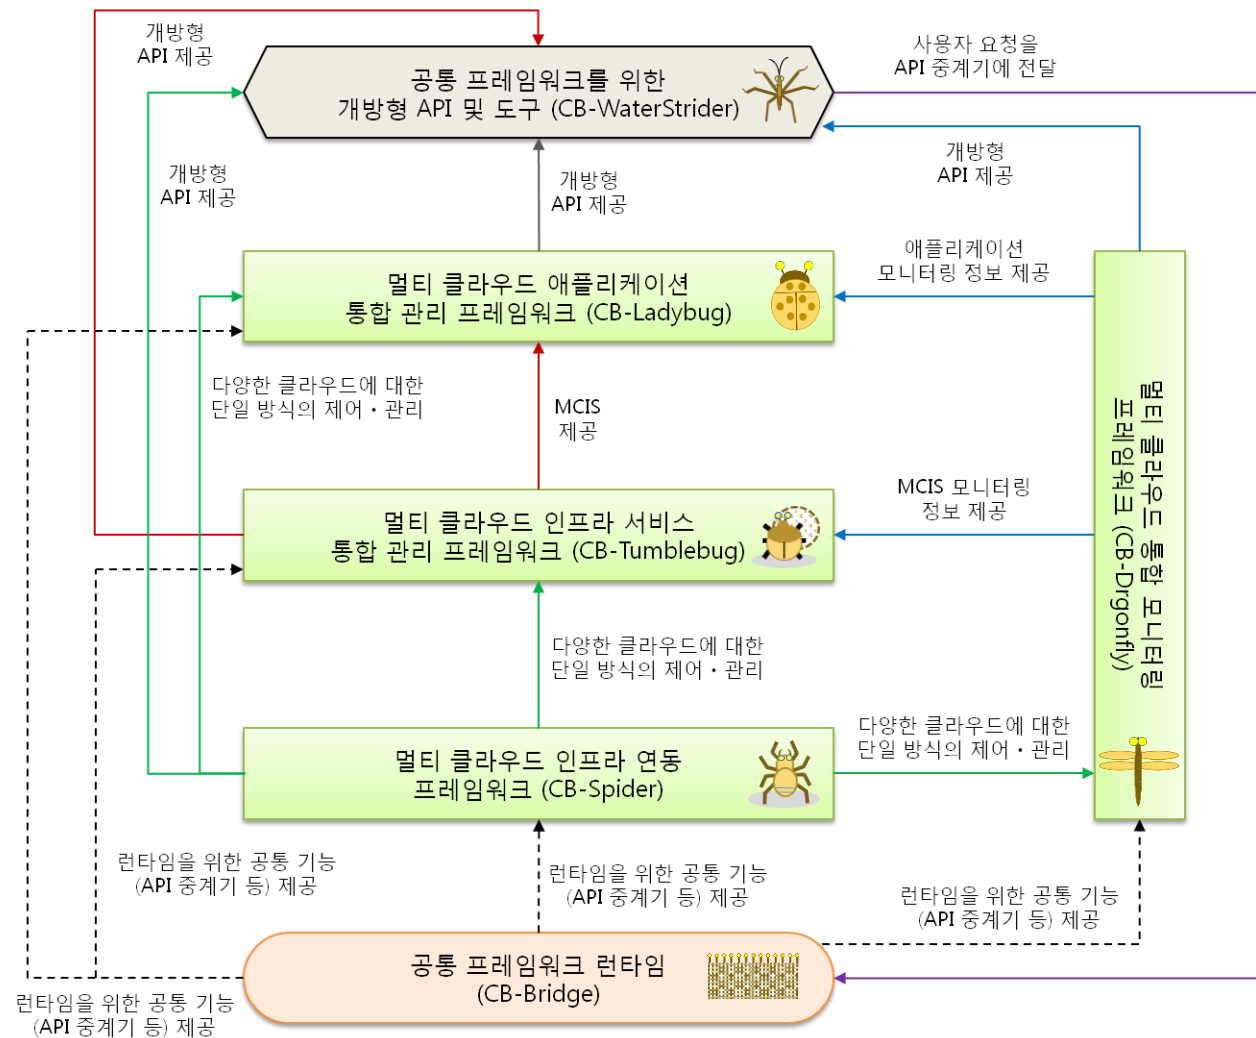 개방형
API 제공
사용자 요청을
API 중계기에 전달
공통 프레임워크를 위한
개방형 API 및 도구 (CB-WaterStrider)
개방형
API 제공
개방형
API 제공
개방형
API 제공
애플리케이션
모니터링 정보 제공
멀티 클라우드 애플리케이션
통합 관리 프레임워크 (CB-Ladybug)
다양한 클라우드에 대한
단일 방식의 제어・관리
MCIS
제공
멀티 클라우드 통합 모니터링
프레임워크 (CB-Drgonfly)
MCIS 모니터링
정보 제공
멀티 클라우드 인프라 서비스
통합 관리 프레임워크 (CB-Tumblebug)
다양한 클라우드에 대한
단일 방식의 제어・관리
다양한 클라우드에 대한
단일 방식의 제어・관리
멀티 클라우드 인프라 연동
프레임워크 (CB-Spider)
런타임을 위한 공통 기능
(API 중계기 등) 제공
런타임을 위한 공통 기능
(API 중계기 등) 제공
런타임을 위한 공통 기능
(API 중계기 등) 제공
공통 프레임워크 런타임
(CB-Bridge)
런타임을 위한 공통 기능
(API 중계기 등) 제공